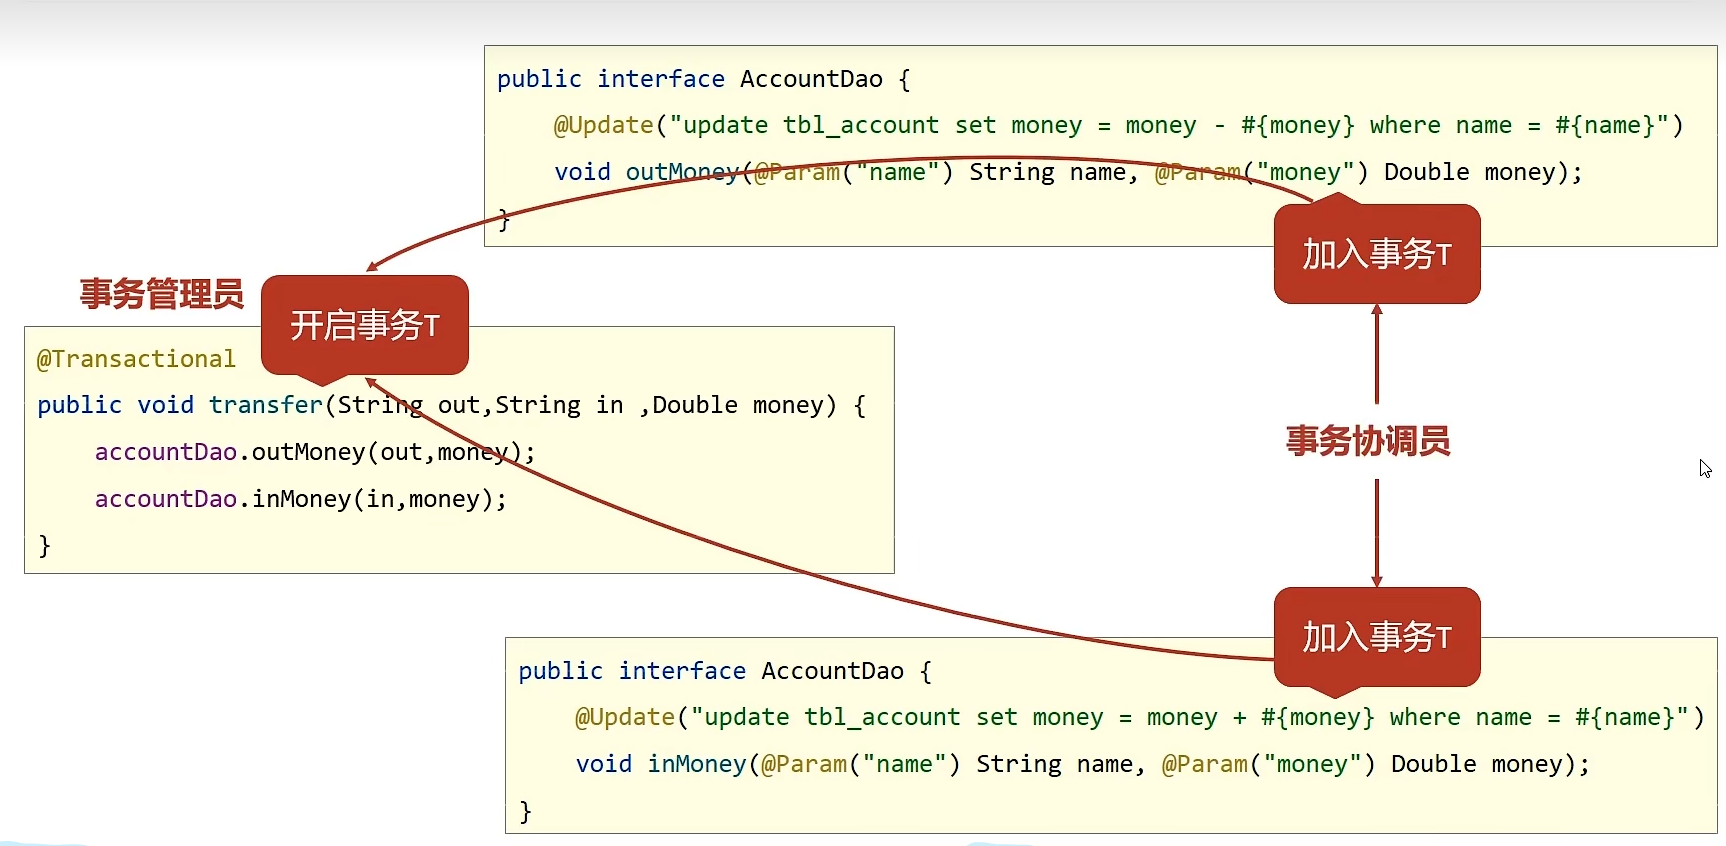 public interface AccountDao {
@Update("update tbl_account set money = money - #{money} where name = #{name}")
void outMoney(@Param("name") String name, @Param("money") Double money);
}
加入事务T
事务管理员
开启事务T
@Transactional
public void transfer(String out,String in ,Double money) {
accountDao.outMoney(out,money);
accountDao.inMoney(in,money);
}
事务协调员
加入事务T
public interface AccountDao {
@Update("update tbl_account set money = money + #{money} where name = #{name}")
void inMoney(@Param("name") String name, @Param("money") Double money);
}